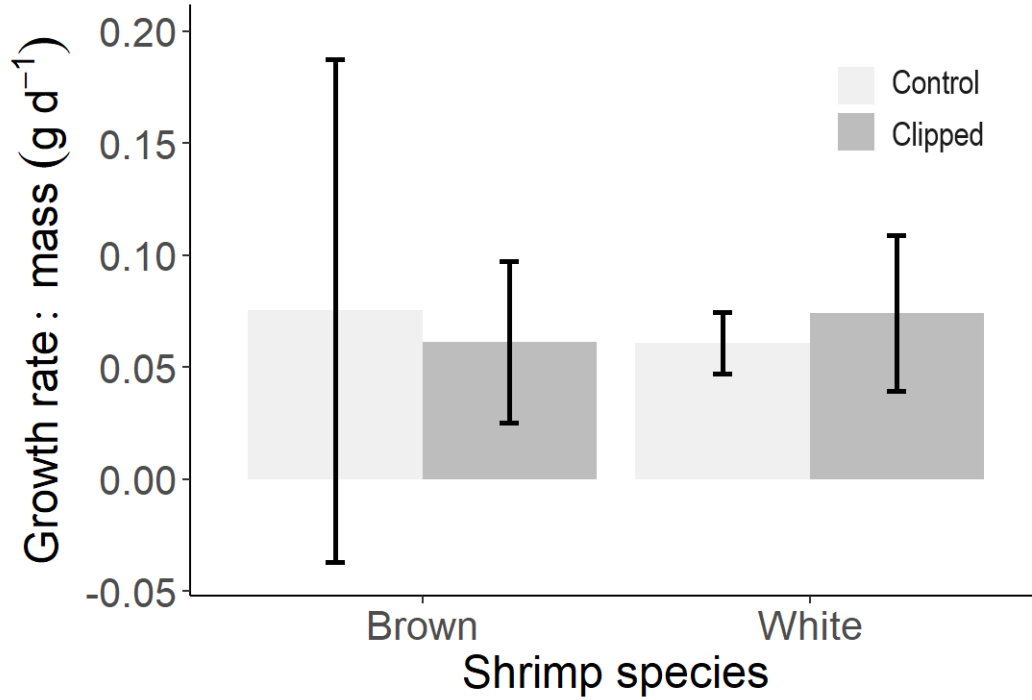 Growth rate : mass (g d⁻¹)
0.20
0.15
0.10
0.05
0.00
-0.05
Control
Clipped
Brown White
Shrimp species